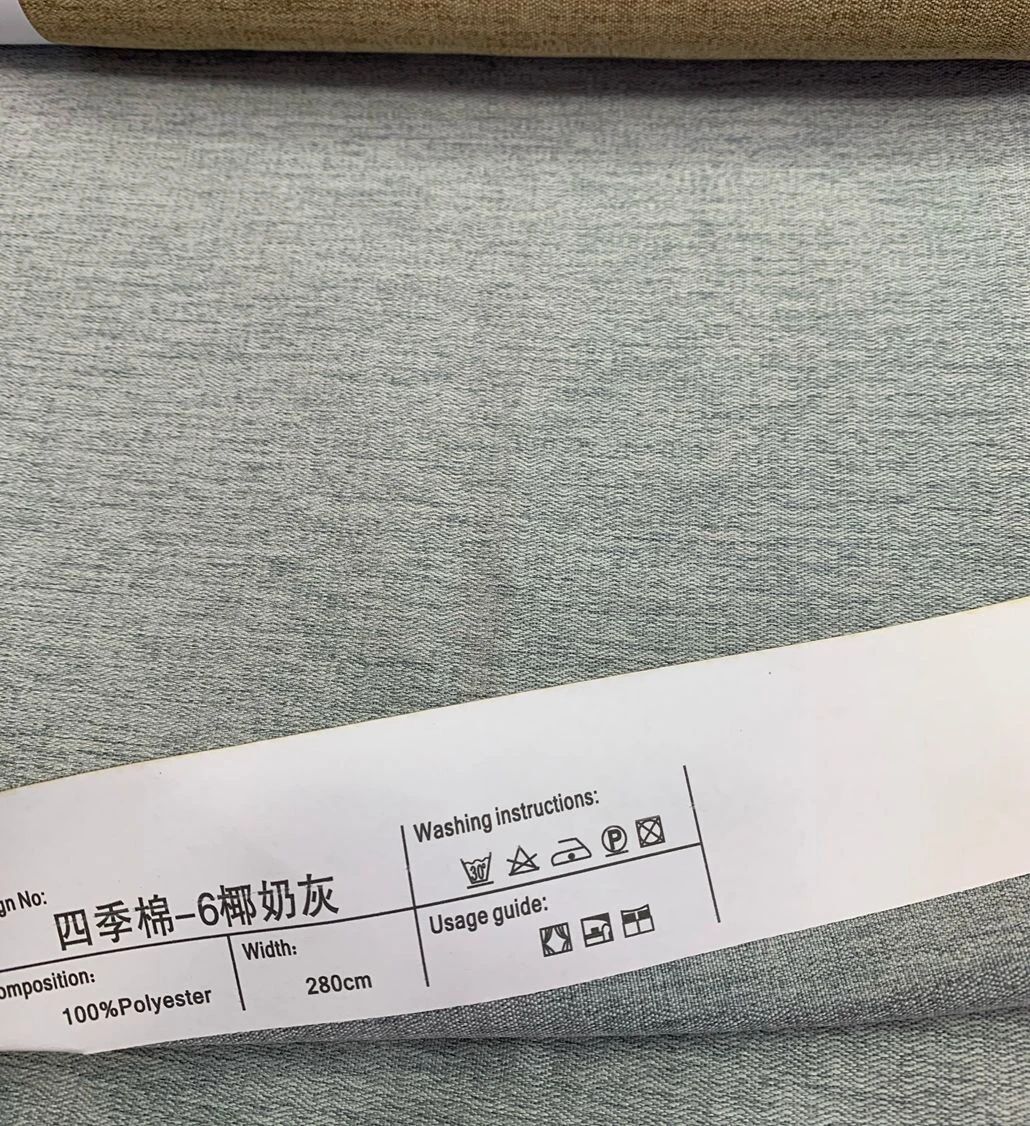 gn No:
四季棉-6椰奶灰
omposition:
100%Polyester
Width:
280cm
Washing instructions:
30°
P
Usage guide: